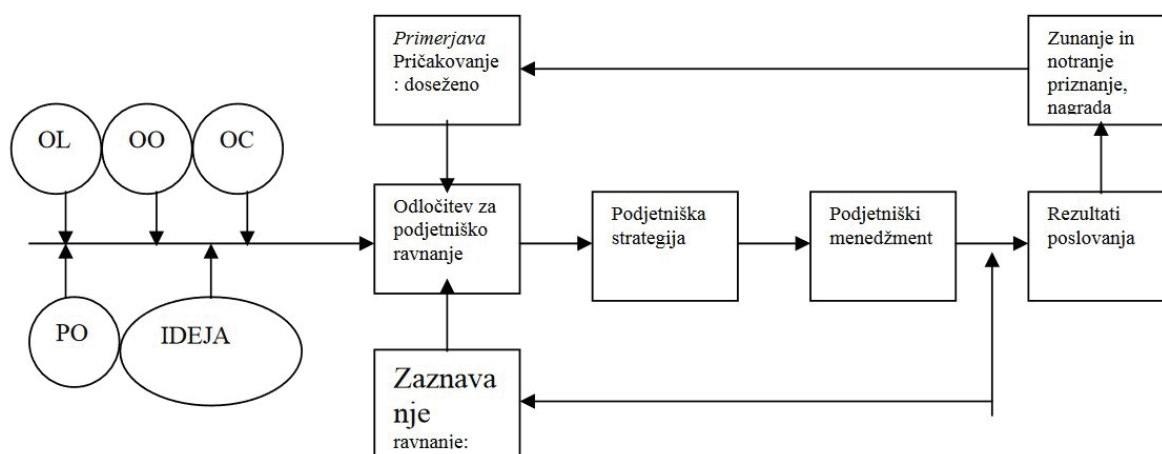 Primerjava
Pričakovanje
: doseženo
Zunanje in
notranje
priznanje,
nagrada
OL
OO
OC
Odločitev za
podjetniško
ravnanje
Podjetniška
strategija
Podjetniški
menedžment
Rezultati
poslovanja
PO
IDEJA
Zaznava
nje
ravnanje: